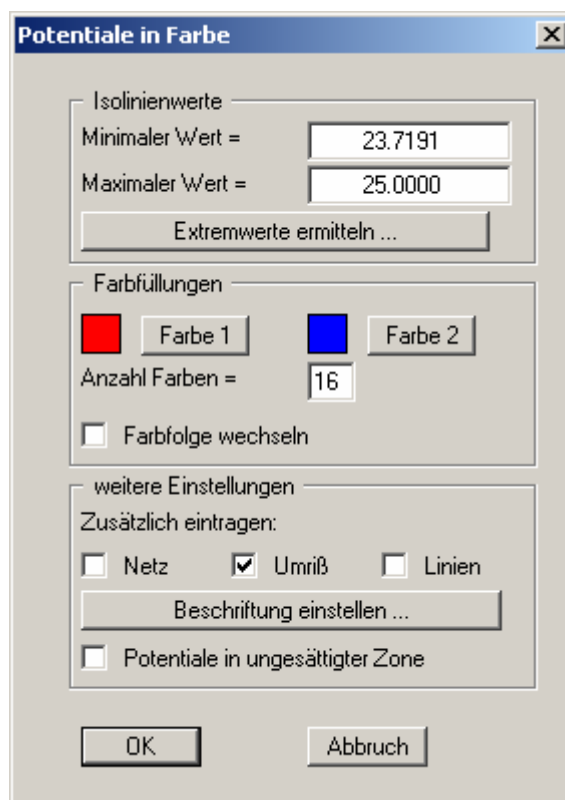 Potentiale in Farbe
Isolinienwerte
Minimaler Wert = 23.7191
Maximaler Wert = 25.0000
Extremwerte ermitteln ...
Farbfüllungen
Farbe 1 Farbe 2
Anzahl Farben = 16
Farbfolge wechseln
weitere Einstellungen
Zusätzlich eintragen:
Netz Umriß Linien
Beschriftung einstellen ...
Potentiale in ungesättigter Zone
OK Abbruch